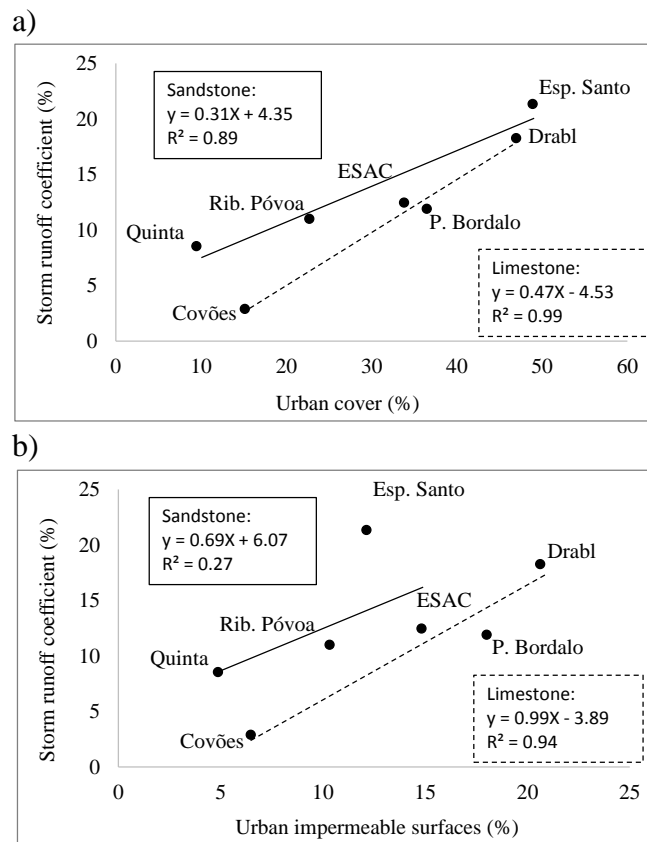 a)
25
20
15
10
5
0
Storm runoff coefficient (%)
Sandstone:
y = 0.31X + 4.35
R² = 0.89
Esp. Santo
Drabl
ESAC
Rib. Póvoa
Quinta
P. Bordalo
Covões
Limestone:
y = 0.47X - 4.53
R² = 0.99
0 10 20 30 40 50 60
Urban cover (%)
b)
25
20
15
10
5
0
Storm runoff coefficient (%)
Sandstone:
y = 0.69X + 6.07
R² = 0.27
Esp. Santo
Drabl
ESAC
Rib. Póvoa
Quinta
P. Bordalo
Covões
Limestone:
y = 0.99X - 3.89
R² = 0.94
0 5 10 15 20 25
Urban impermeable surfaces (%)